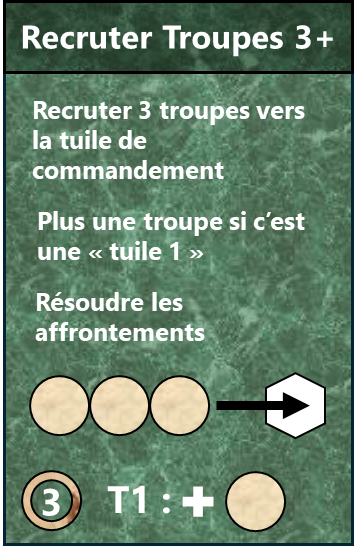 Recruter Troupes 3+
Recruter 3 troupes vers
la tuile de
commandement
Plus une troupe si c’est
une « tuile 1 »
Résoudre les
affrontements
3 T1 : +